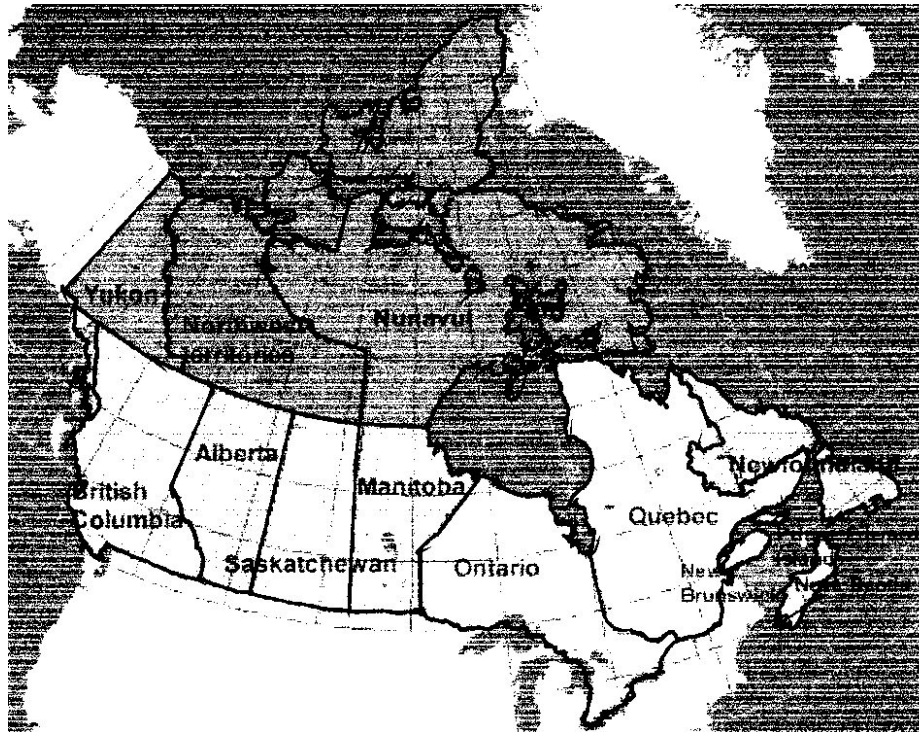 Yukon
Northwest
Territories
Nunavut
Alberta
British
Columbia
Manitoba
Newfoundland
Quebec
Saskatchewan
Ontario
New
Brunswick